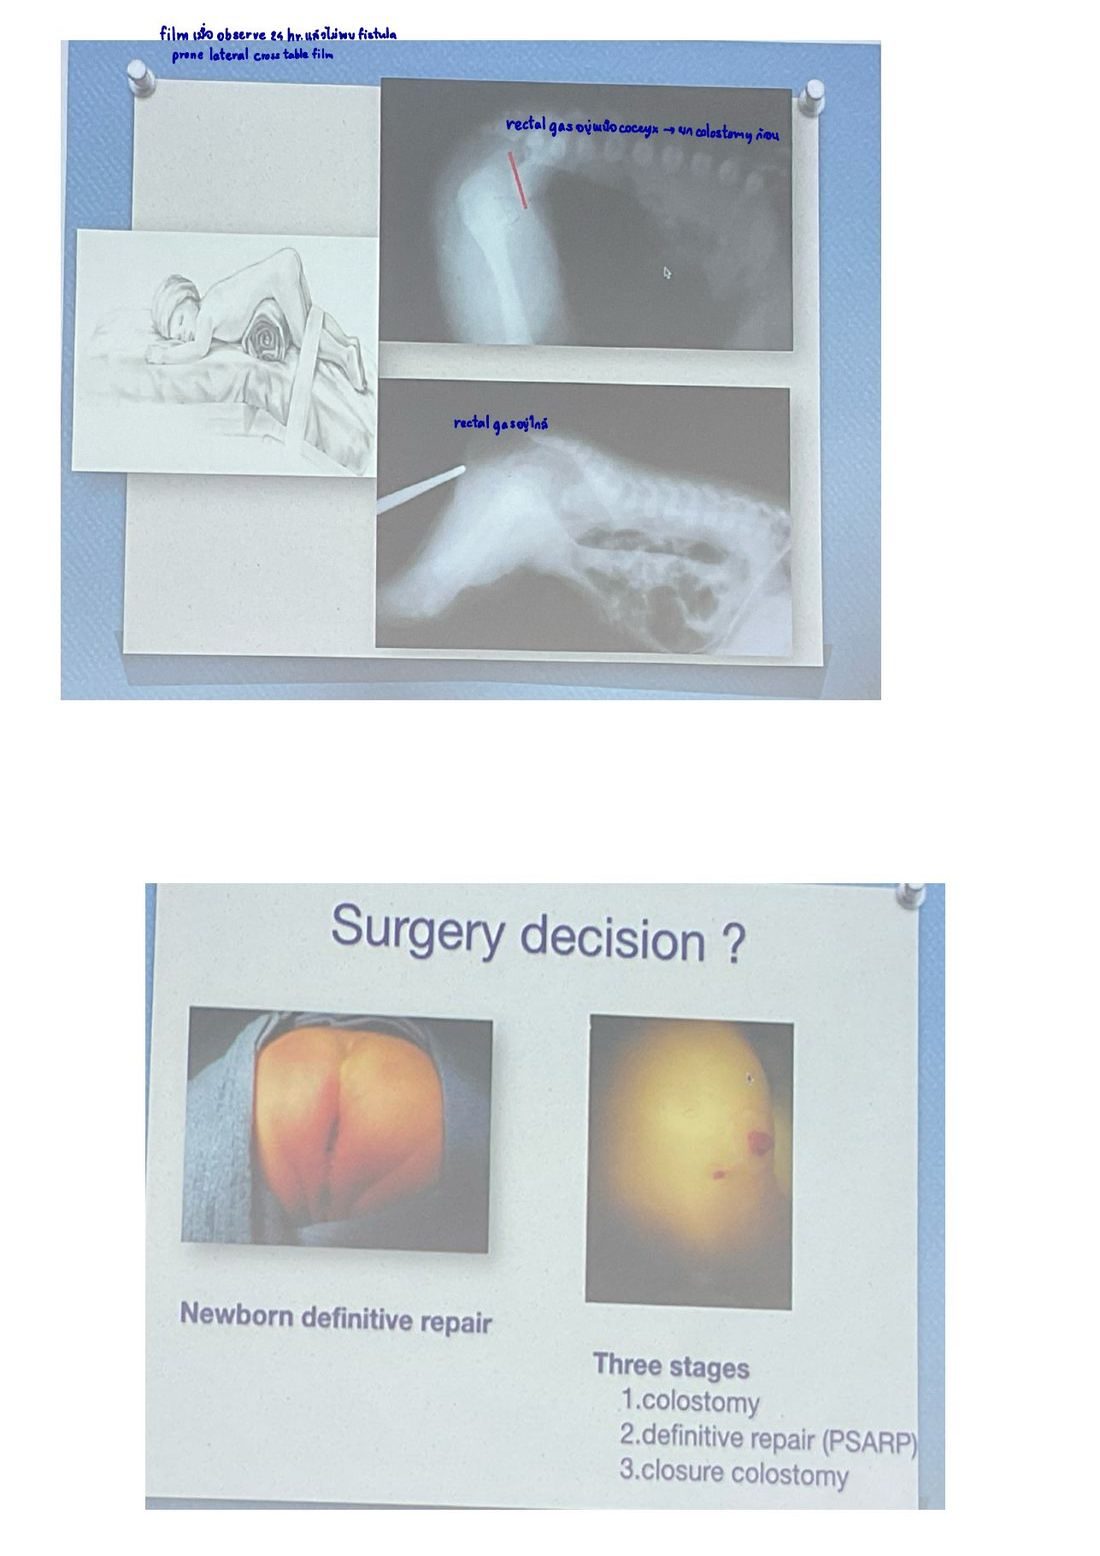 film เมื่อ observe 24 hr. แล้วไม่พบ fistula
prone lateral cross table film
rectal gas อยู่เหนือ coccyx → ยก colostomy ก่อน
rectal gas อยู่ใกล้
Surgery decision ?
Newborn definitive repair
Three stages
1.colostomy
2.definitive repair (PSARP)
3.closure colostomy